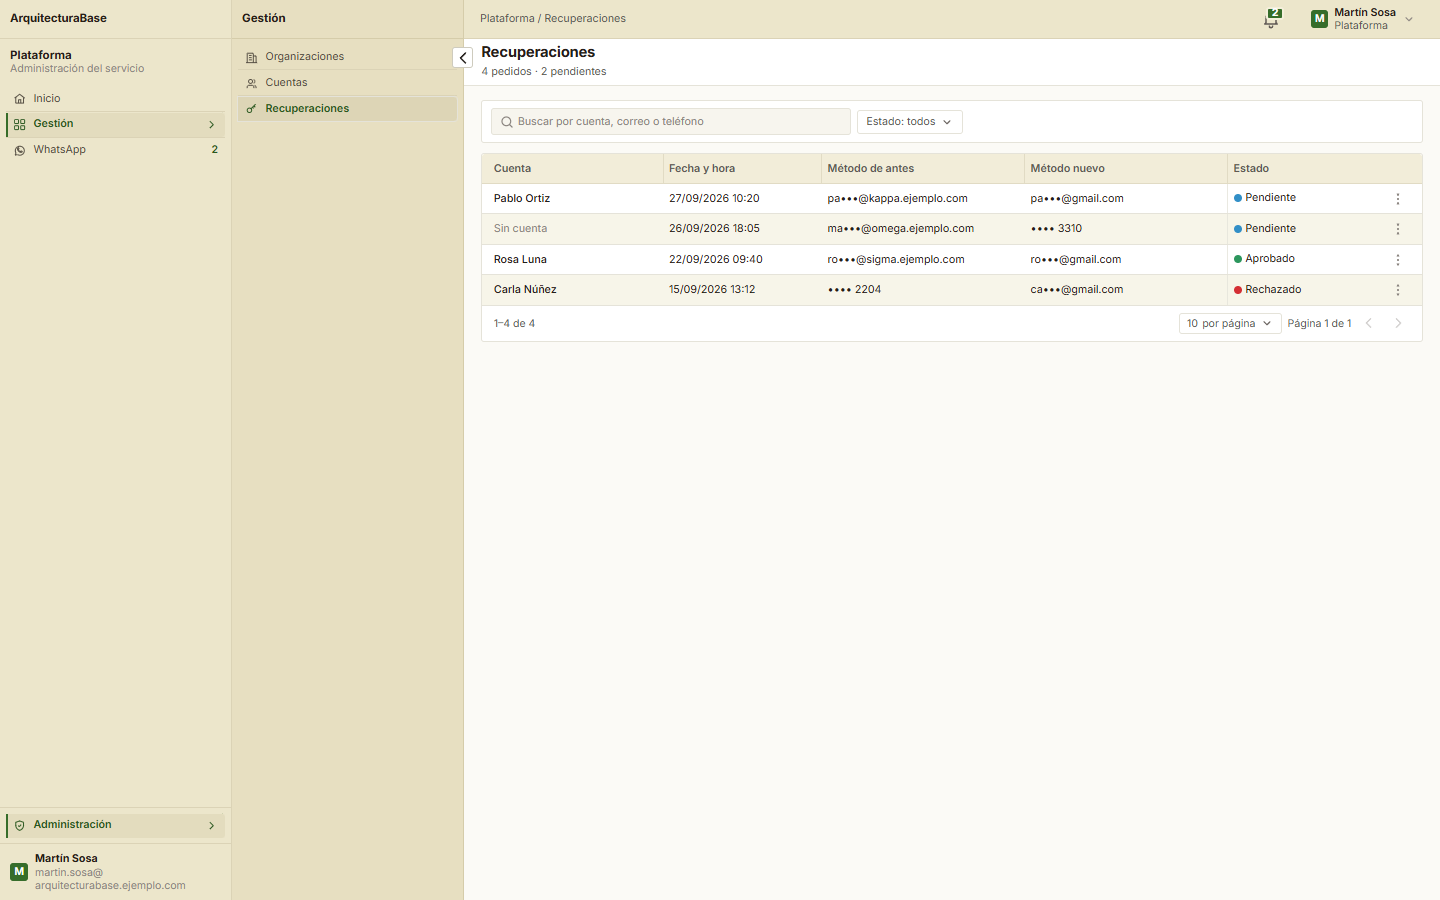 ArquitecturaBase
Plataforma
Administración del servicio
Inicio
Gestión
WhatsApp 2
Administración
M Martín Sosa
martin.sosa@
arquitecturabase.ejemplo.com
Gestión
Organizaciones
Cuentas
Recuperaciones
Plataforma / Recuperaciones
2
M Martín Sosa
Plataforma
Recuperaciones
4 pedidos · 2 pendientes
Buscar por cuenta, correo o teléfono
Estado: todos
Cuenta Fecha y hora Método de antes Método nuevo Estado
Pablo Ortiz 27/09/2026 10:20 pa•••@kappa.ejemplo.com pa•••@gmail.com Pendiente
Sin cuenta 26/09/2026 18:05 ma•••@omega.ejemplo.com •••• 3310 Pendiente
Rosa Luna 22/09/2026 09:40 ro•••@sigma.ejemplo.com ro•••@gmail.com Aprobado
Carla Núñez 15/09/2026 13:12 •••• 2204 ca•••@gmail.com Rechazado
1–4 de 4 10 por página Página 1 de 1